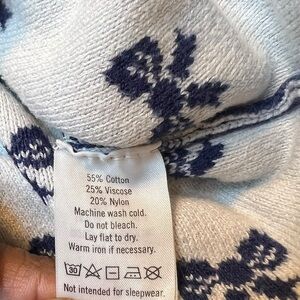 55% Cotton
25% Viscose
20% Nylon
Machine wash cold.
Do not bleach.
Lay flat to dry.
Warm iron if necessary.
30
Not intended for sleepwear.